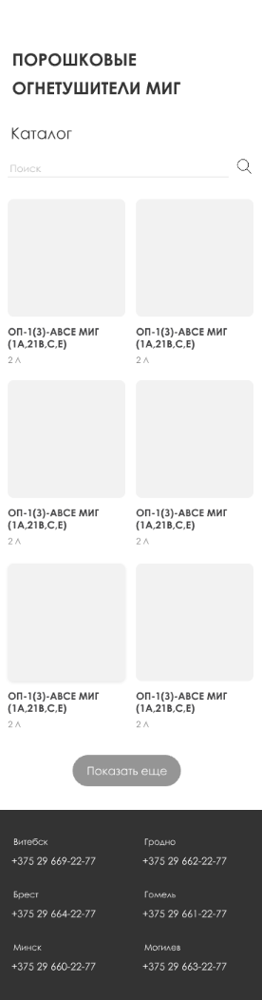 ПОРОШКОВЫЕ
ОГНЕТУШИТЕЛИ МИГ
Каталог
Поиск
ОП-1(3)-АВСЕ МИГ
(1А,21В,С,Е)
2 л
ОП-1(3)-АВСЕ МИГ
(1А,21В,С,Е)
2 л
ОП-1(3)-АВСЕ МИГ
(1А,21В,С,Е)
2 л
ОП-1(3)-АВСЕ МИГ
(1А,21В,С,Е)
2 л
ОП-1(3)-АВСЕ МИГ
(1А,21В,С,Е)
2 л
ОП-1(3)-АВСЕ МИГ
(1А,21В,С,Е)
2 л
Показать еще
Витебск
+375 29 669-22-77
Гродно
+375 29 662-22-77
Брест
+375 29 664-22-77
Гомель
+375 29 661-22-77
Минск
+375 29 660-22-77
Могилев
+375 29 663-22-77